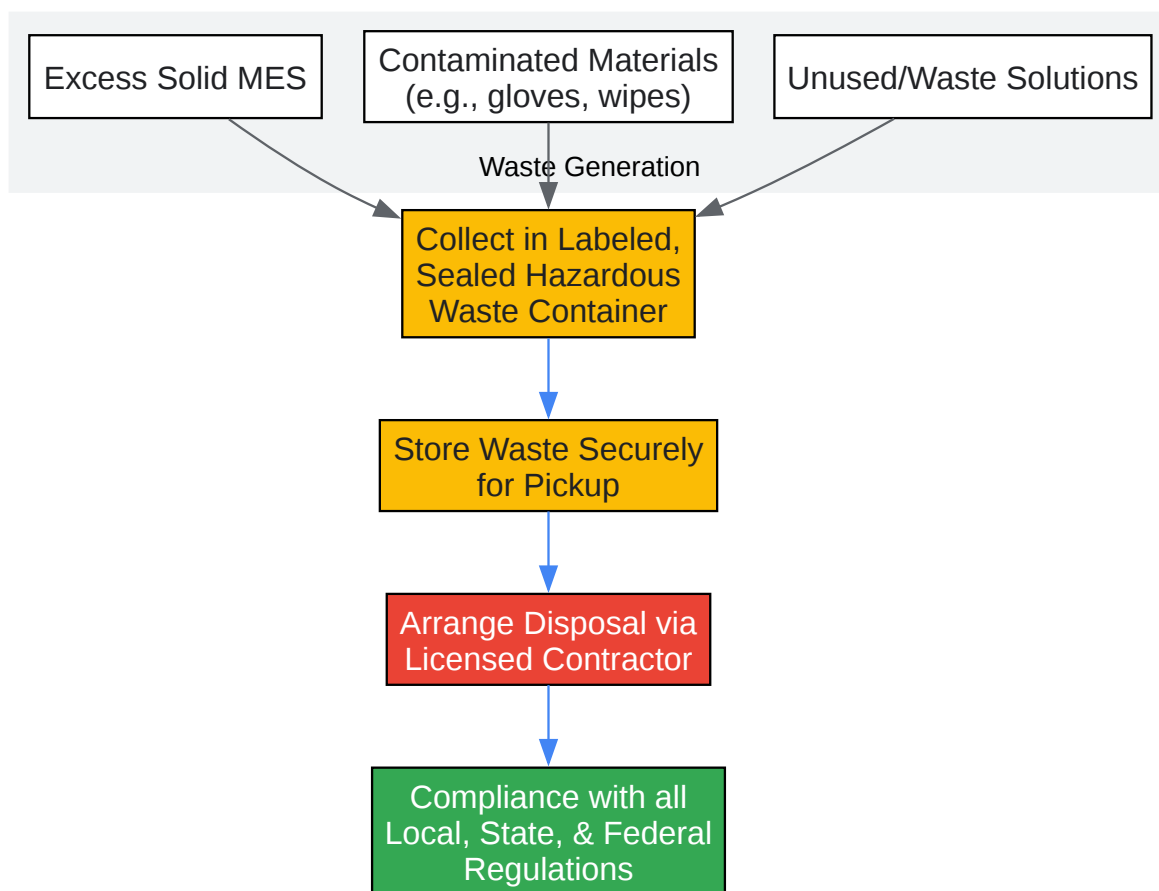 Excess Solid MES
Contaminated Materials
(e.g., gloves, wipes)
Unused/Waste Solutions
Waste Generation
Collect in Labeled,
Sealed Hazardous
Waste Container
Store Waste Securely
for Pickup
Arrange Disposal via
Licensed Contractor
Compliance with all
Local, State, & Federal
Regulations